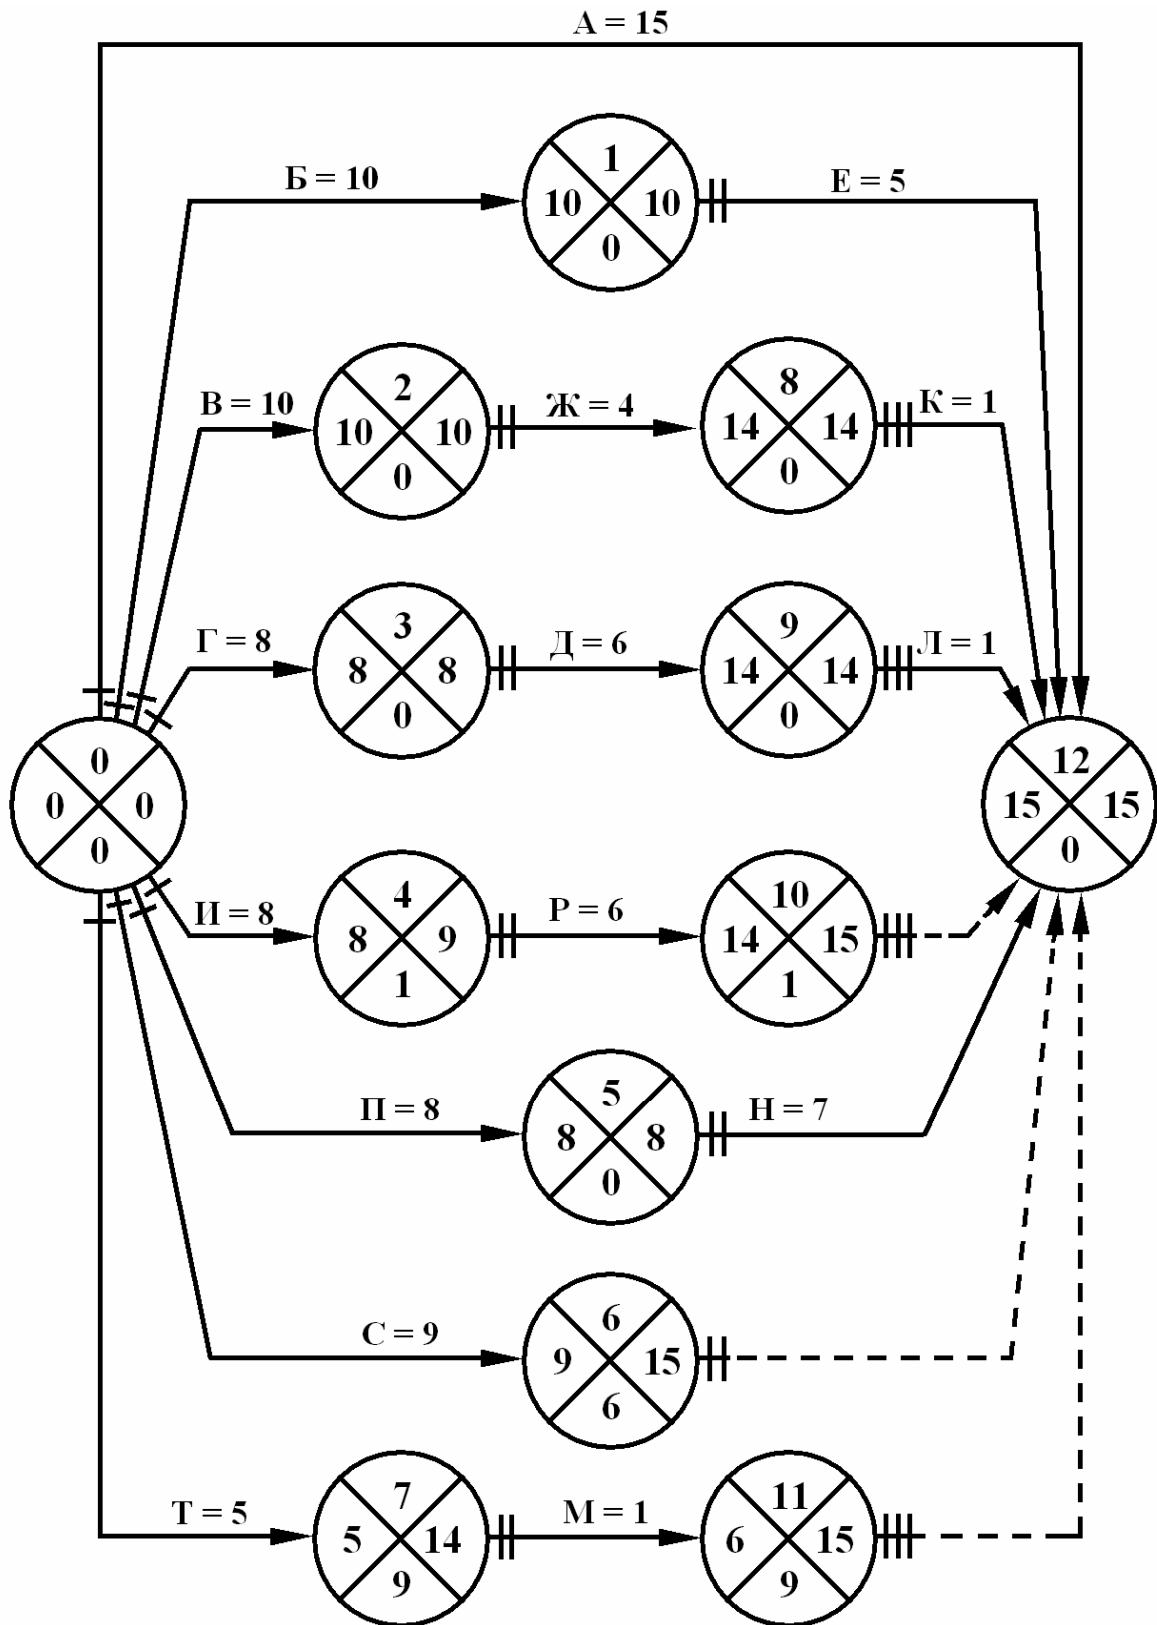 А = 15
1
Б = 10
10 10
Е = 5
0
2
8
В = 10
10 10
Ж = 4
14 14
К = 1
0
0
3
9
Г = 8
8 8
Д = 6
14 14
Л = 1
0
0
0
0 0
0
12
15 15
0
4
10
И = 8
8 9
Р = 6
14 15
1
1
5
П = 8
8 8
Н = 7
0
6
С = 9
9 15
6
7
11
Т = 5
5 14
М = 1
6 15
9
9